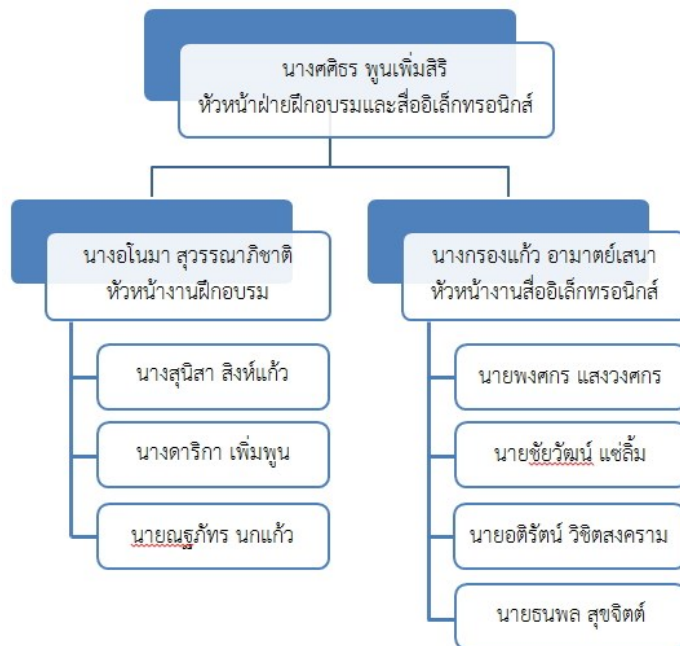 นางศศิธร พูนเพิ่มสิริ
หัวหน้าฝ่ายฝึกอบรมและสื่ออิเล็กทรอนิกส์
นางอโนมา สุวรรณาภิชาติ
หัวหน้างานฝึกอบรม
นางสุนิสา สิงห์แก้ว
นางดาริกา เพิ่มพูน
นายณฐภัทร นกแก้ว
นางกรองแก้ว อามาตย์เสนา
หัวหน้างานสื่ออิเล็กทรอนิกส์
นายพงศกร แสงวงศกร
นายชัยวัฒน์ แซ่ลิ้ม
นายอติรัตน์ วิชิตสงคราม
นายธนพล สุขจิตต์